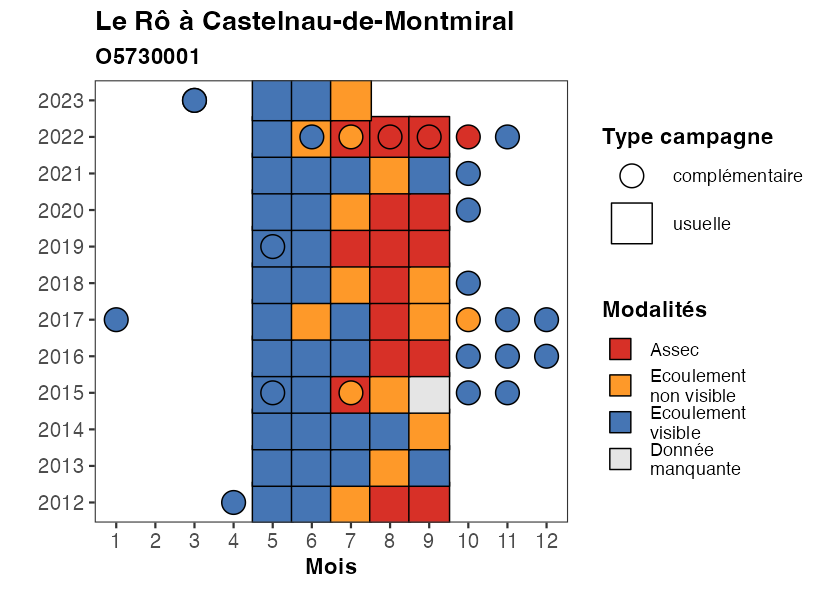 Le Rô à Castelnau-de-Montmiral
O5730001
2023
2022
2021
2020
2019
2018
2017
2016
2015
2014
2013
2012
1 2 3 4 5 6 7 8 9 10 11 12
Mois
Type campagne
complémentaire
usuelle
Modalités
Assec
Ecoulement
non visible
Ecoulement
visible
Donnée
manquante